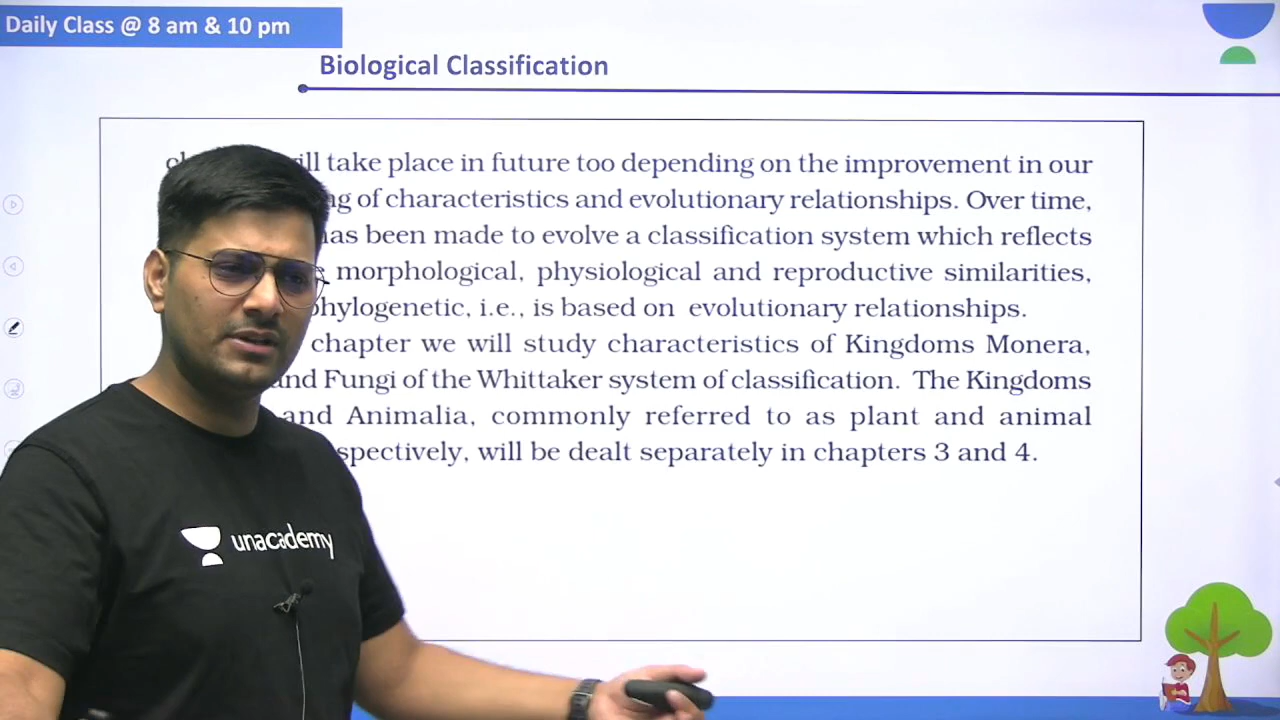 Daily Class @ 8 am & 10 pm
Biological Classification
will take place in future too depending on the improvement in our
of characteristics and evolutionary relationships. Over time,
has been made to evolve a classification system which reflects
morphological, physiological and reproductive similarities,
phylogenetic, i.e., is based on evolutionary relationships.
chapter we will study characteristics of Kingdoms Monera,
and Fungi of the Whittaker system of classification. The Kingdoms
and Animalia, commonly referred to as plant and animal
will be dealt separately in chapters 3 and 4.
unacademy